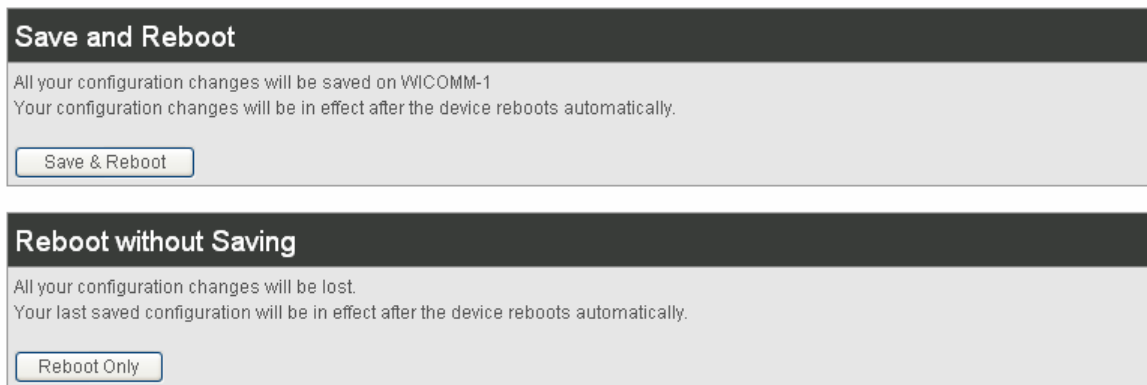 Save and Reboot
All your configuration changes will be saved on WICOMM-1
Your configuration changes will be in effect after the device reboots automatically.
Save & Reboot
Reboot without Saving
All your configuration changes will be lost.
Your last saved configuration will be in effect after the device reboots automatically.
Reboot Only